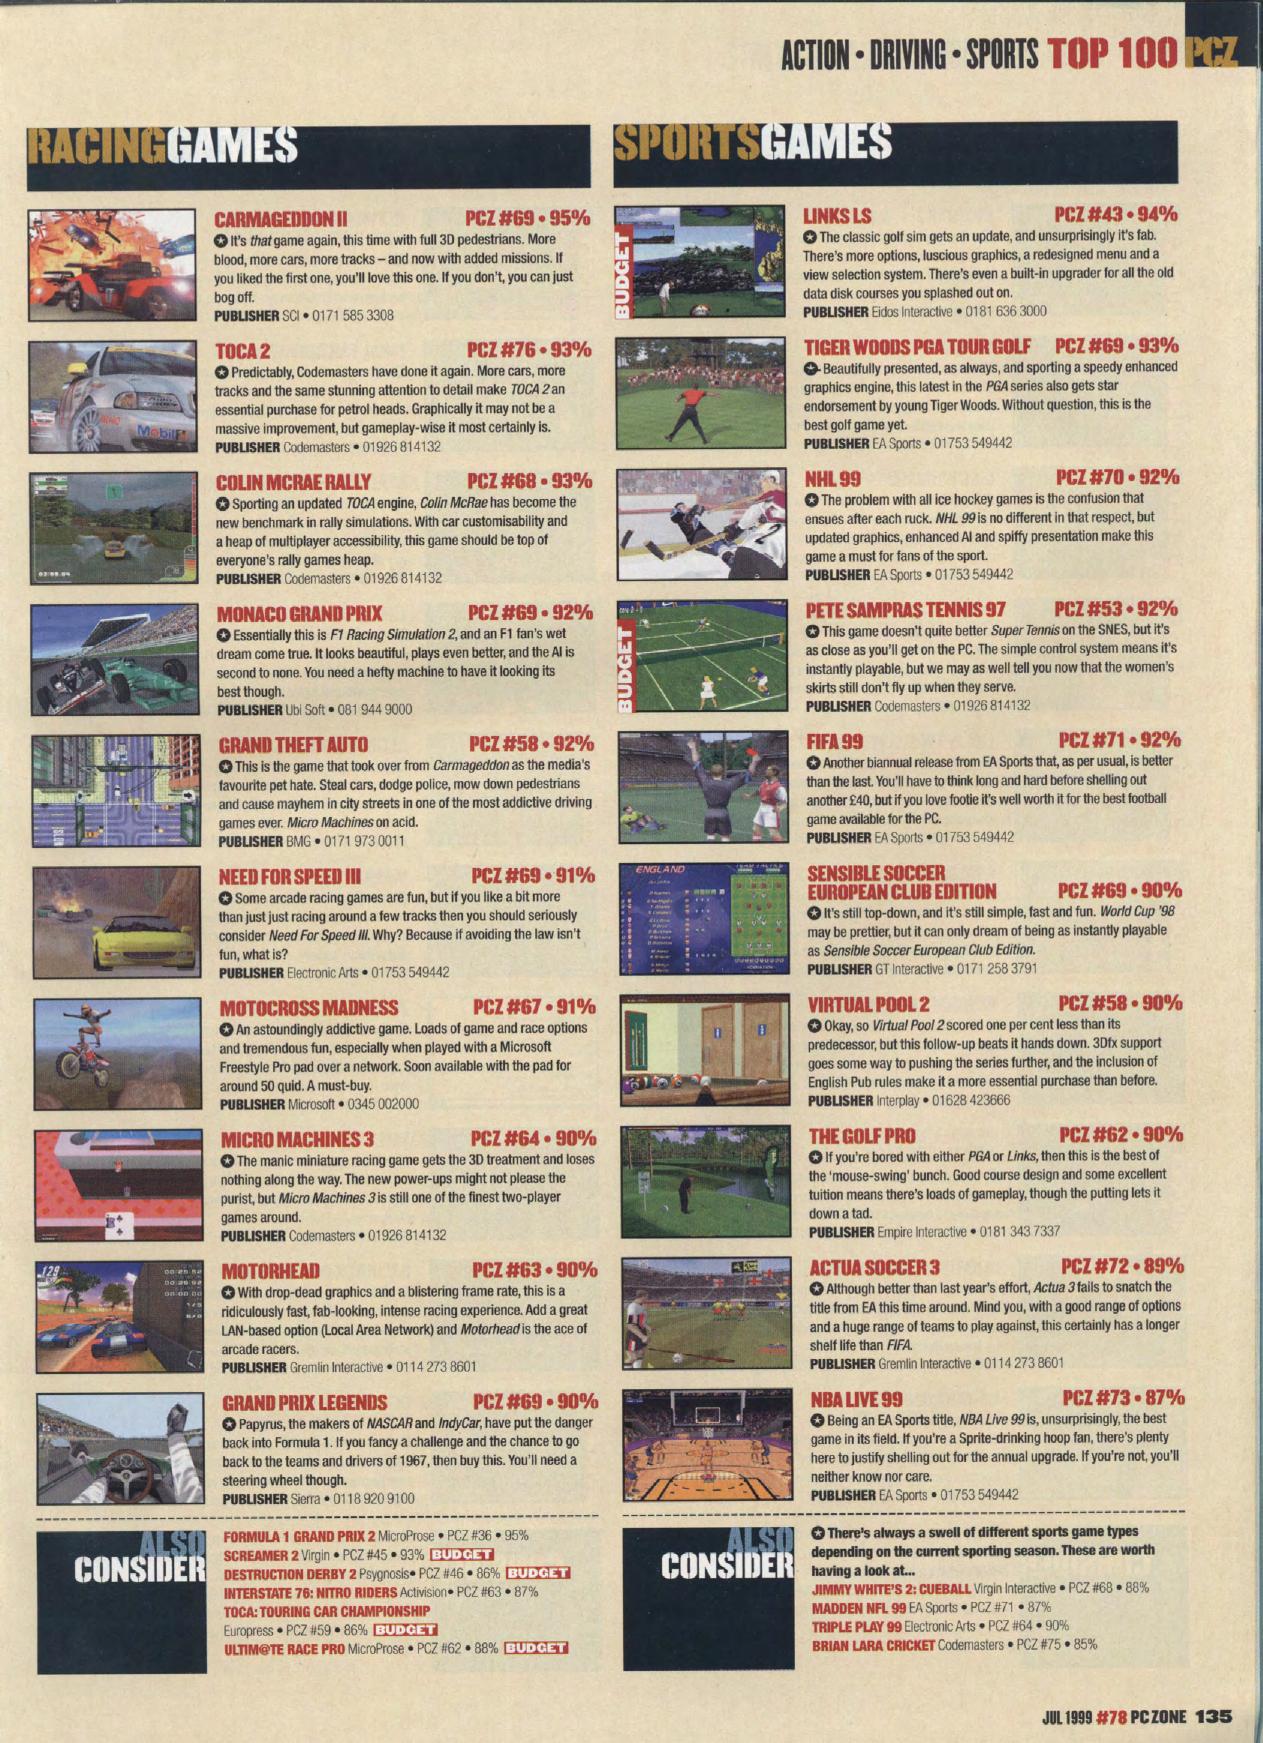 ACTION • DRIVING • SPORTS TOP 100 PCZ
RACINGGAMES
CARMAGEDDON II PCZ #69 • 95%
It's that game again, this time with full 3D pedestrians. More
blood, more cars, more tracks – and now with added missions. If
you liked the first one, you'll love this one. If you don't, you can just
bog off.
PUBLISHER SCI • 0171 585 3308
TOCA 2 PCZ #76 • 93%
Predictably, Codemasters have done it again. More cars, more
tracks and the same stunning attention to detail make TOCA 2 an
essential purchase for petrol heads. Graphically it may not be a
massive improvement, but gameplay-wise it most certainly is.
PUBLISHER Codemasters • 01926 814132
COLIN MCRAE RALLY PCZ #68 • 93%
Sporting an updated TOCA engine, Colin McRae has become the
new benchmark in rally simulations. With car customisability and
a heap of multiplayer accessibility, this game should be top of
everyone's rally games heap.
PUBLISHER Codemasters • 01926 814132
MONACO GRAND PRIX PCZ #69 • 92%
Essentially this is F1 Racing Simulation 2, and an F1 fan's wet
dream come true. It looks beautiful, plays even better, and the AI is
second to none. You need a hefty machine to have it looking its
best though.
PUBLISHER Ubi Soft • 081 944 9000
GRAND THEFT AUTO PCZ #58 • 92%
This is the game that took over from Carmageddon as the media's
favourite pet hate. Steal cars, dodge police, mow down pedestrians
and cause mayhem in city streets in one of the most addictive driving
games ever. Micro Machines on acid.
PUBLISHER BMG • 0171 973 0011
NEED FOR SPEED III PCZ #69 • 91%
Some arcade racing games are fun, but if you like a bit more
than just just racing around a few tracks then you should seriously
consider Need For Speed III. Why? Because if avoiding the law isn't
fun, what is?
PUBLISHER Electronic Arts • 01753 549442
MOTOCROSS MADNESS PCZ #67 • 91%
An astoundingly addictive game. Loads of game and race options
and tremendous fun, especially when played with a Microsoft
Freestyle Pro pad over a network. Soon available with the pad for
around 50 quid. A must-buy.
PUBLISHER Microsoft • 0345 002000
MICRO MACHINES 3 PCZ #64 • 90%
The manic miniature racing game gets the 3D treatment and loses
nothing along the way. The new power-ups might not please the
purist, but Micro Machines 3 is still one of the finest two-player
games around.
PUBLISHER Codemasters • 01926 814132
MOTORHEAD PCZ #63 • 90%
With drop-dead graphics and a blistering frame rate, this is a
ridiculously fast, fab-looking, intense racing experience. Add a great
LAN-based option (Local Area Network) and Motorhead is the ace of
arcade racers.
PUBLISHER Gremlin Interactive • 0114 273 8601
GRAND PRIX LEGENDS PCZ #69 • 90%
Papyrus, the makers of NASCAR and IndyCar, have put the danger
back into Formula 1. If you fancy a challenge and the chance to go
back to the teams and drivers of 1967, then buy this. You'll need a
steering wheel though.
PUBLISHER Sierra • 0118 920 9100
ALSO
CONSIDER
FORMULA 1 GRAND PRIX 2 MicroProse • PCZ #36 • 95%
SCREAMER 2 Virgin • PCZ #45 • 93% BUDGET
DESTRUCTION DERBY 2 Psygnosis • PCZ #46 • 86% BUDGET
INTERSTATE 76: NITRO RIDERS Activision • PCZ #63 • 87%
TOCA: TOURING CAR CHAMPIONSHIP
Europress • PCZ #59 • 86% BUDGET
ULTIM@TE RACE PRO MicroProse • PCZ #62 • 88% BUDGET
SPORTSGAMES
BUDGET
LINKS LS PCZ #43 • 94%
The classic golf sim gets an update, and unsurprisingly it's fab.
There's more options, luscious graphics, a redesigned menu and a
view selection system. There's even a built-in upgrader for all the old
data disk courses you splashed out on.
PUBLISHER Eidos Interactive • 0181 636 3000
TIGER WOODS PGA TOUR GOLF PCZ #69 • 93%
Beautifully presented, as always, and sporting a speedy enhanced
graphics engine, this latest in the PGA series also gets star
endorsement by young Tiger Woods. Without question, this is the
best golf game yet.
PUBLISHER EA Sports • 01753 549442
NHL 99 PCZ #70 • 92%
The problem with all ice hockey games is the confusion that
ensues after each ruck. NHL 99 is no different in that respect, but
updated graphics, enhanced AI and spiffy presentation make this
game a must for fans of the sport.
PUBLISHER EA Sports • 01753 549442
BUDGET
PETE SAMPRAS TENNIS 97 PCZ #53 • 92%
This game doesn't quite better Super Tennis on the SNES, but it's
as close as you'll get on the PC. The simple control system means it's
instantly playable, but we may as well tell you now that the women's
skirts still don't fly up when they serve.
PUBLISHER Codemasters • 01926 814132
FIFA 99 PCZ #71 • 92%
Another biannual release from EA Sports that, as per usual, is better
than the last. You'll have to think long and hard before shelling out
another £40, but if you love footie it's well worth it for the best football
game available for the PC.
PUBLISHER EA Sports • 01753 549442
ENGLAND
SENSIBLE SOCCER
EUROPEAN CLUB EDITION PCZ #69 • 90%
It's still top-down, and it's still simple, fast and fun. World Cup '98
may be prettier, but it can only dream of being as instantly playable
as Sensible Soccer European Club Edition.
PUBLISHER GT Interactive • 0171 258 3791
VIRTUAL POOL 2 PCZ #58 • 90%
Okay, so Virtual Pool 2 scored one per cent less than its
predecessor, but this follow-up beats it hands down. 3Dfx support
goes some way to pushing the series further, and the inclusion of
English Pub rules make it a more essential purchase than before.
PUBLISHER Interplay • 01628 423666
THE GOLF PRO PCZ #62 • 90%
If you're bored with either PGA or Links, then this is the best of
the 'mouse-swing' bunch. Good course design and some excellent
tuition means there's loads of gameplay, though the putting lets it
down a tad.
PUBLISHER Empire Interactive • 0181 343 7337
ACTUA SOCCER 3 PCZ #72 • 89%
Although better than last year's effort, Actua 3 fails to snatch the
title from EA this time around. Mind you, with a good range of options
and a huge range of teams to play against, this certainly has a longer
shelf life than FIFA.
PUBLISHER Gremlin Interactive • 0114 273 8601
NBA LIVE 99 PCZ #73 • 87%
Being an EA Sports title, NBA Live 99 is, unsurprisingly, the best
game in its field. If you're a Sprite-drinking hoop fan, there's plenty
here to justify shelling out for the annual upgrade. If you're not, you'll
neither know nor care.
PUBLISHER EA Sports • 01753 549442
ALSO
CONSIDER
There's always a swell of different sports game types
depending on the current sporting season. These are worth
having a look at...
JIMMY WHITE'S 2: CUEBALL Virgin Interactive • PCZ #68 • 88%
MADDEN NFL 99 EA Sports • PCZ #71 • 87%
TRIPLE PLAY 99 Electronic Arts • PCZ #64 • 90%
BRIAN LARA CRICKET Codemasters • PCZ #75 • 85%
JUL 1999 #78 PC ZONE 135